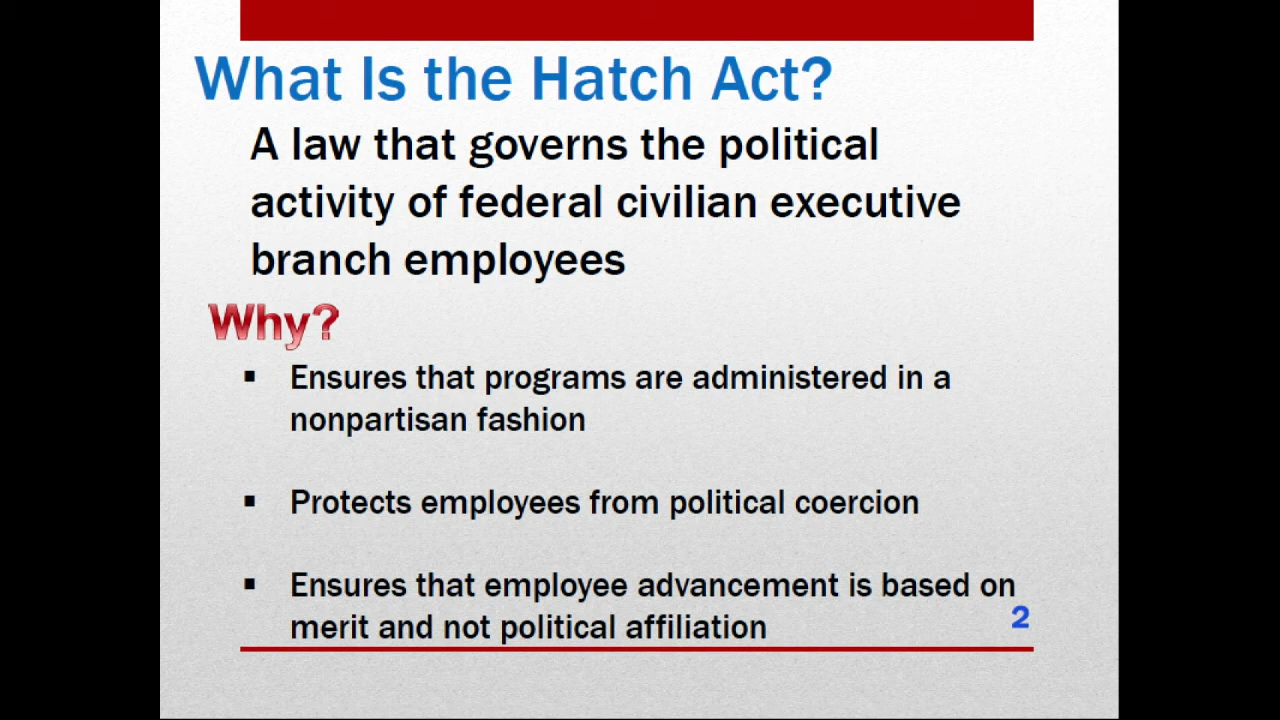 What Is the Hatch Act?
A law that governs the political
activity of federal civilian executive
branch employees
Why?
▪ Ensures that programs are administered in a
nonpartisan fashion
▪ Protects employees from political coercion
▪ Ensures that employee advancement is based on
merit and not political affiliation
2